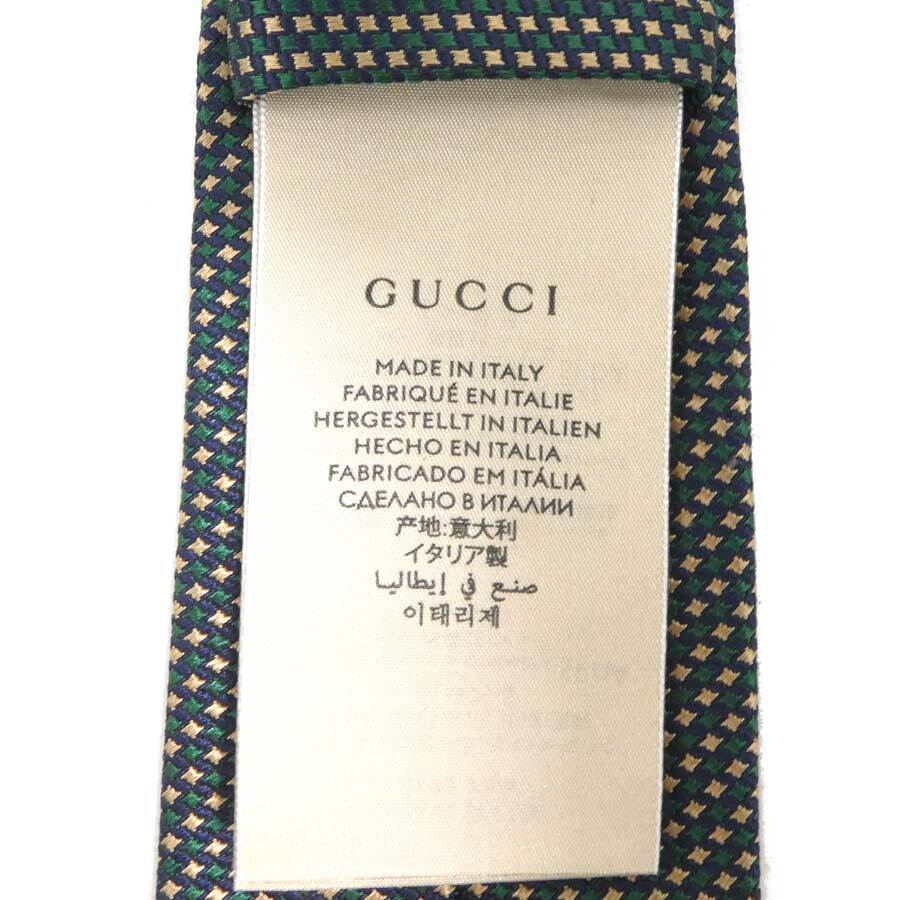 GUCCI
MADE IN ITALY
FABRIQUÉ EN ITALIE
HERGESTELLT IN ITALIEN
HECHO EN ITALIA
FABRICADO EM ITÁLIA
СДЕЛАНО В ИТАЛИИ
产地:意大利
イタリア製
صنع في إيطاليا
이태리제